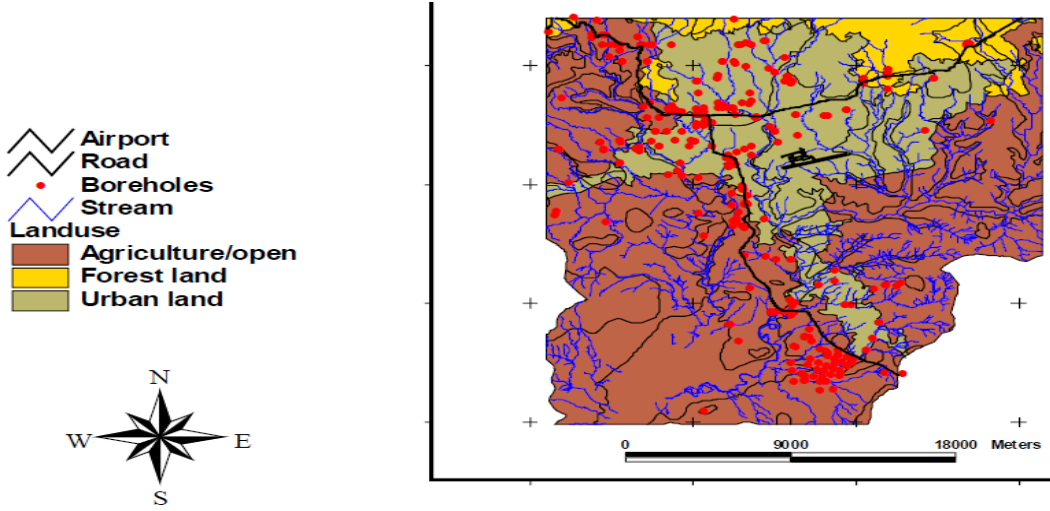 Airport
Road
Boreholes
Stream
Landuse
Agriculture/open
Forest land
Urban land
N
W E
S
0 9000 18000 Meters